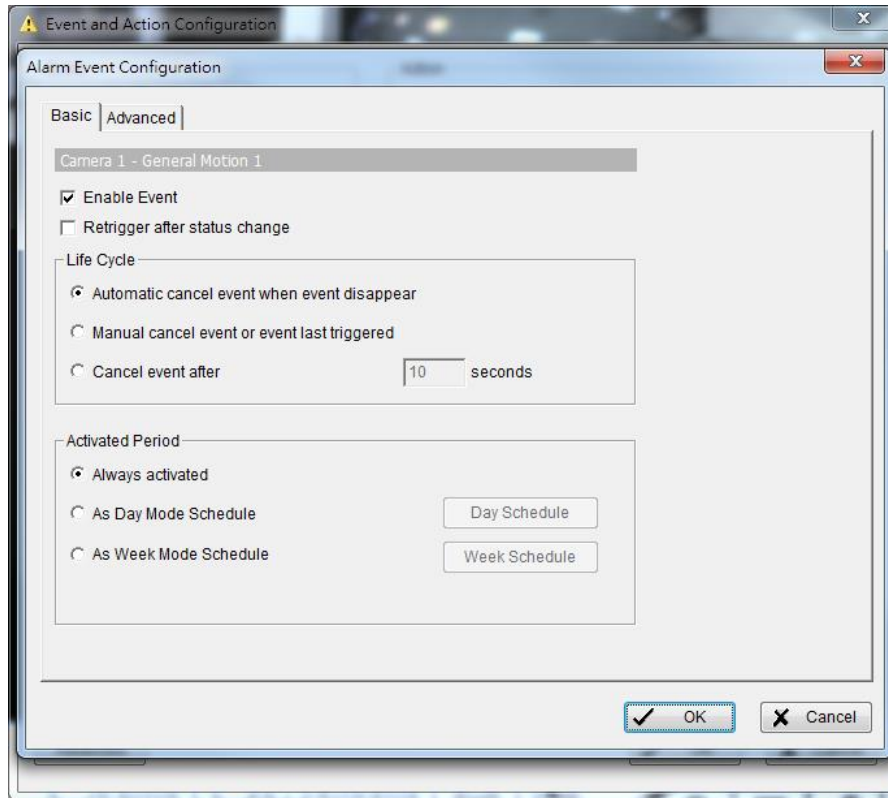 Event and Action Configuration
x
Alarm Event Configuration
x
Basic
Advanced
Camera 1 - General Motion 1
Enable Event
Retrigger after status change
Life Cycle
Automatic cancel event when event disappear
Manual cancel event or event last triggered
Cancel event after 10 seconds
Activated Period
Always activated
As Day Mode Schedule Day Schedule
As Week Mode Schedule Week Schedule
OK Cancel